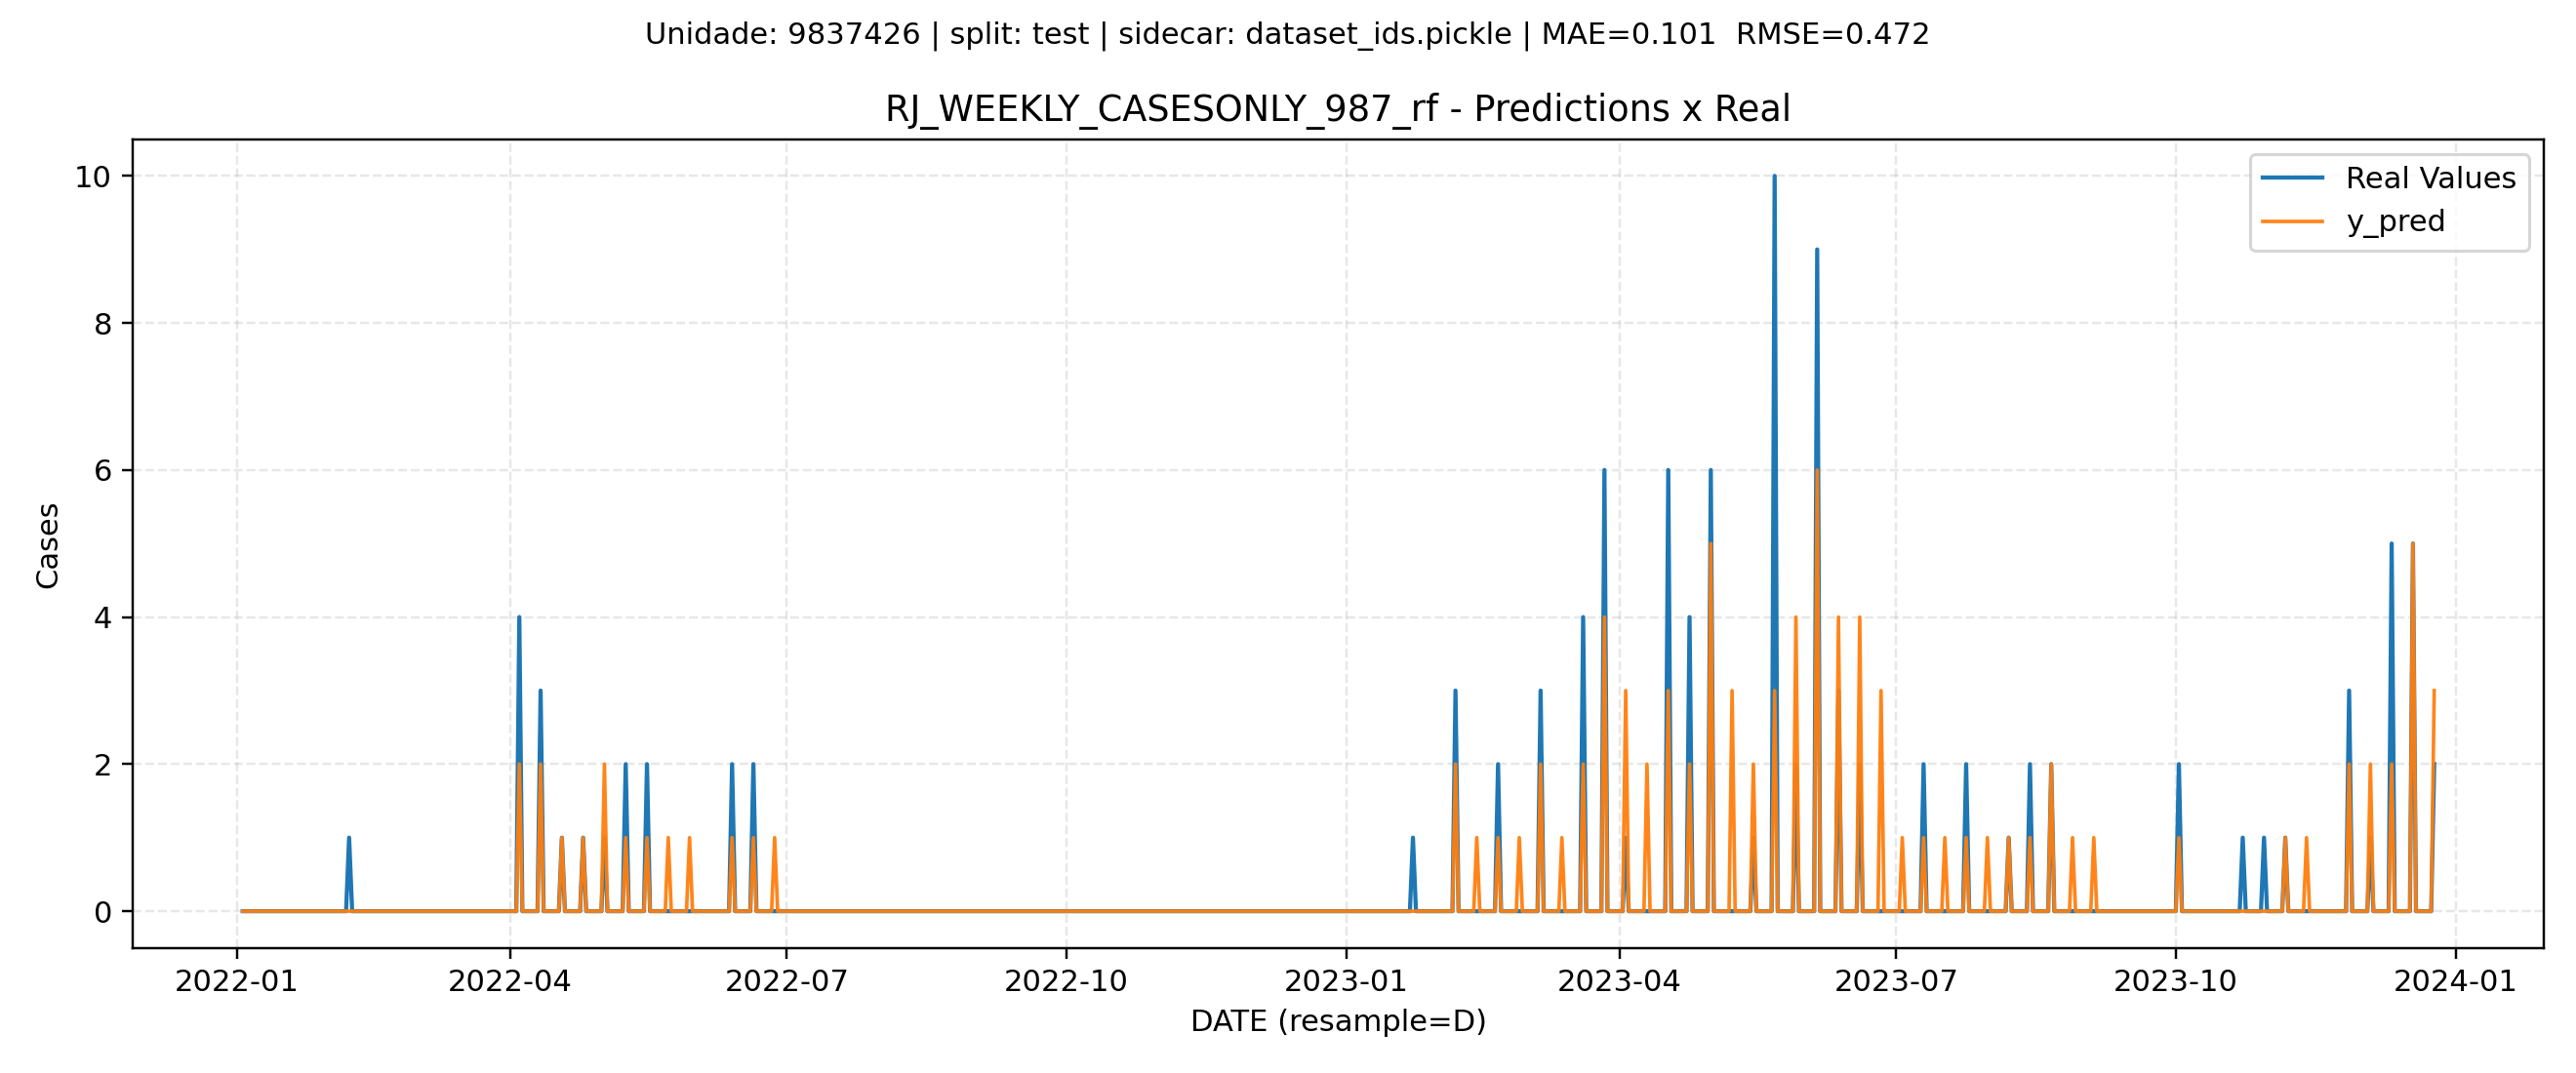 Unidade: 9837426 | split: test | sidecar: dataset_ids.pickle | MAE=0.101  RMSE=0.472
RJ_WEEKLY_CASESONLY_987_rf - Predictions x Real
Real Values
y_pred
Cases
10
8
6
4
2
0
2022-01
2022-04
2022-07
2022-10
2023-01
2023-04
2023-07
2023-10
2024-01
DATE (resample=D)